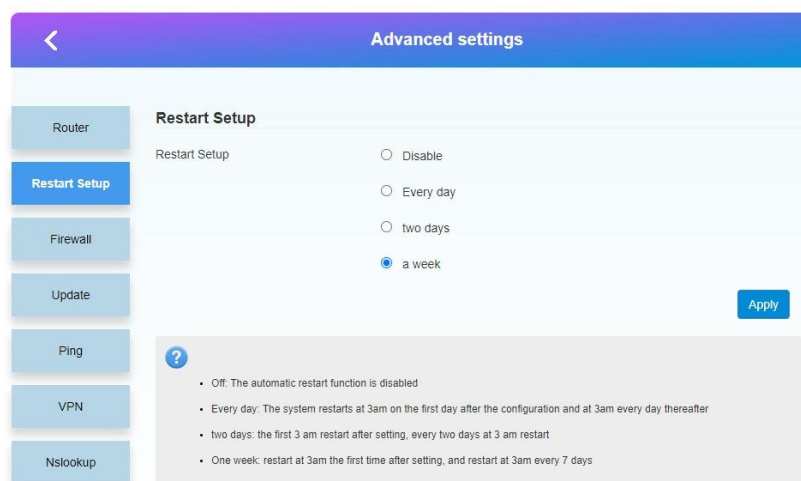 Advanced settings
Router
Restart Setup
Firewall
Update
Ping
VPN
Nslookup
Restart Setup
Restart Setup
Disable
Every day
two days
a week
Apply
?
• Off: The automatic restart function is disabled
• Every day: The system restarts at 3am on the first day after the configuration and at 3am every day thereafter
• two days: the first 3 am restart after setting, every two days at 3 am restart
• One week: restart at 3am the first time after setting, and restart at 3am every 7 days